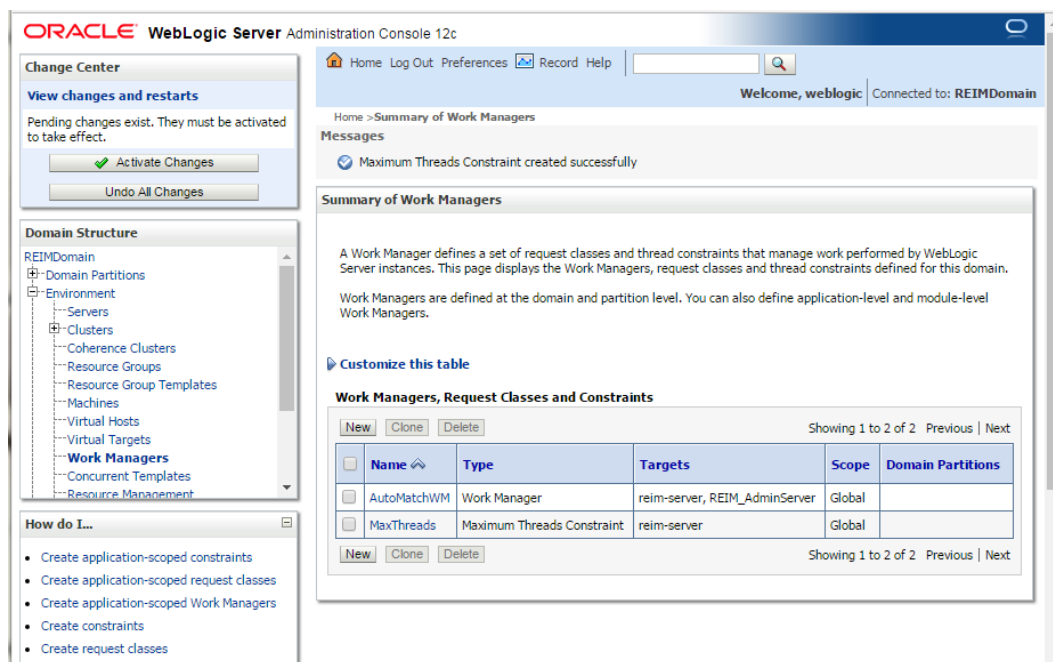 ORACLE WebLogic Server Administration Console 12c
Change Center
View changes and restarts
Pending changes exist. They must be activated
to take effect.
Activate Changes
Undo All Changes
Domain Structure
REIMDomain
Domain Partitions
Environment
Servers
Clusters
Coherence Clusters
Resource Groups
Resource Group Templates
Machines
Virtual Hosts
Virtual Targets
Work Managers
Concurrent Templates
Resource Management
How do I...
Create application-scoped constraints
Create application-scoped request classes
Create application-scoped Work Managers
Create constraints
Create request classes
Home Log Out Preferences Record Help
Welcome, weblogic Connected to: REIMDomain
Home >Summary of Work Managers
Messages
Maximum Threads Constraint created successfully
Summary of Work Managers
A Work Manager defines a set of request classes and thread constraints that manage work performed by WebLogic
Server instances. This page displays the Work Managers, request classes and thread constraints defined for this domain.
Work Managers are defined at the domain and partition level. You can also define application-level and module-level
Work Managers.
Customize this table
Work Managers, Request Classes and Constraints
New Clone Delete Showing 1 to 2 of 2 Previous | Next
Name Type Targets Scope Domain Partitions
AutoMatchWM Work Manager reim-server, REIM_AdminServer Global
MaxThreads Maximum Threads Constraint reim-server Global
New Clone Delete Showing 1 to 2 of 2 Previous | Next